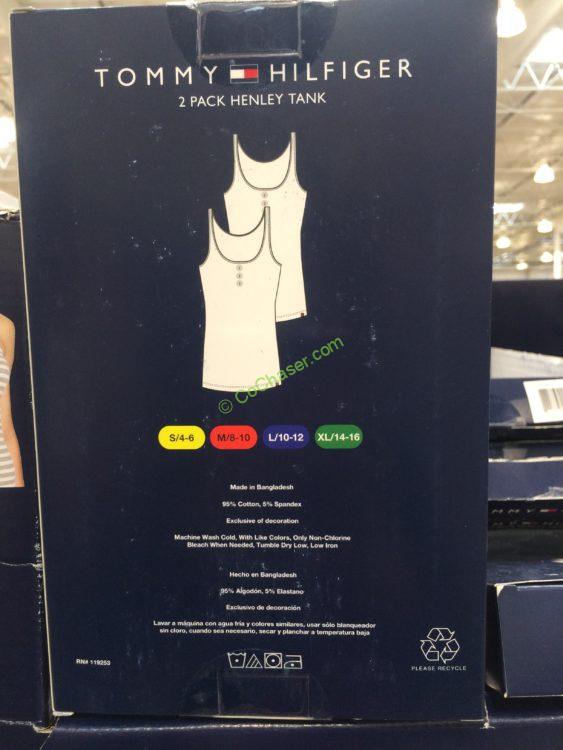 TOMMY HILFIGER
2 PACK HENLEY TANK
© CoChaser.com
S/4-6 M/8-10 L/10-12 XL/14-16
Made in Bangladesh
95% Cotton, 5% Spandex
Exclusive of decoration
Machine Wash Cold, With Like Colors, Only Non-Chlorine
Bleach When Needed, Tumble Dry Low, Low Iron
Hecho en Bangladesh
95% Algodón, 5% Elastano
Exclusivo de decoración
Lavar a máquina con agua fría y colores similares, usar sólo blanqueador
sin cloro, cuando sea necesario, secar y planchar a temperatura baja
RN# 119253
PLEASE RECYCLE
MMY HI